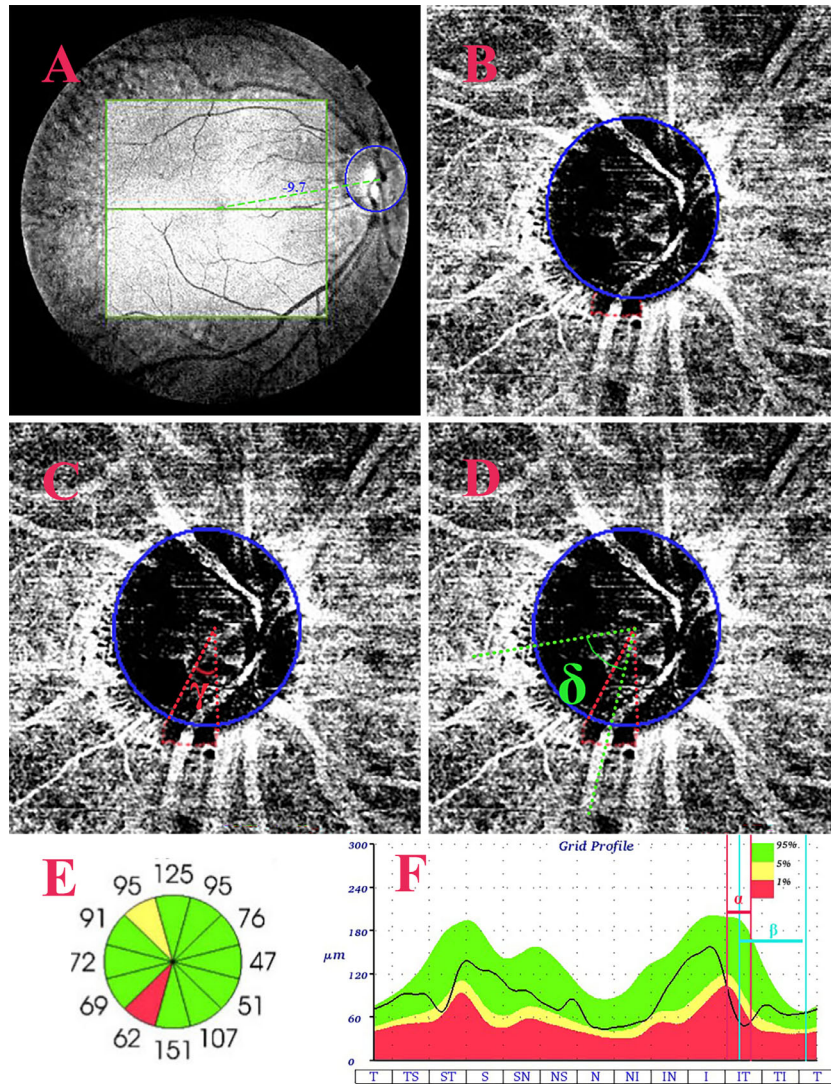 A
-9.7
B
C
γ
D
δ
E
125
95
95
91
76
72
47
69
51
62
107
151
F
Grid Profile
300
240
180
120
60
0
μm
95%
5%
1%
α
β
T TS ST S SN NS N NI IN I IT TI T